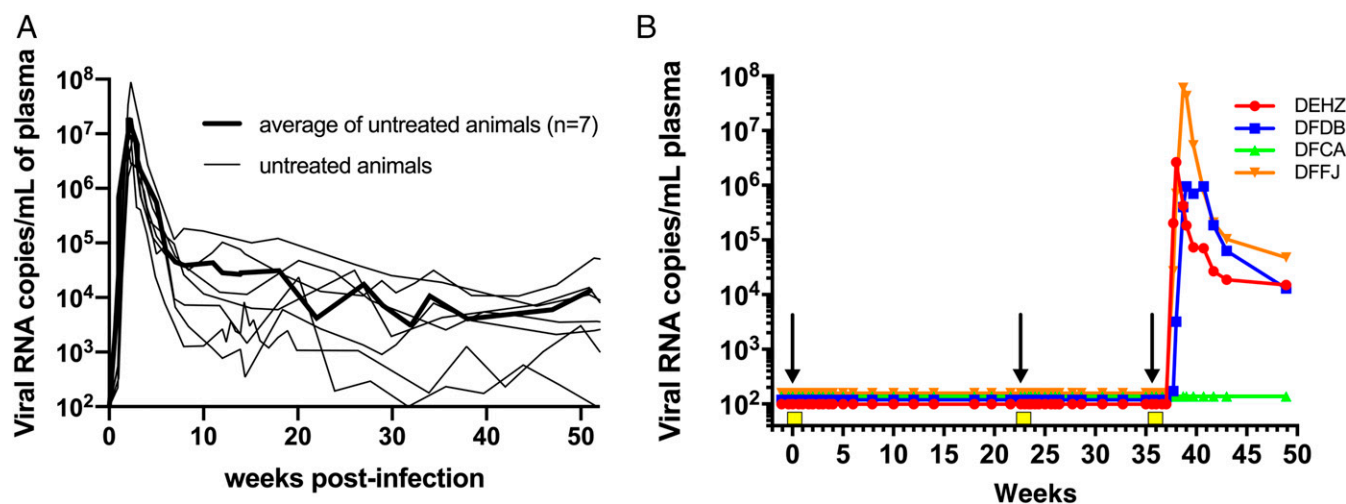 A
Viral RNA copies/mL of plasma
10⁸
10⁷
10⁶
10⁵
10⁴
10³
10²
average of untreated animals (n=7)
untreated animals
0 10 20 30 40 50
weeks post-infection
B
Viral RNA copies/mL plasma
10⁸
10⁷
10⁶
10⁵
10⁴
10³
10²
DEHZ
DFDB
DFCA
DFFJ
0 5 10 15 20 25 30 35 40 45 50
Weeks